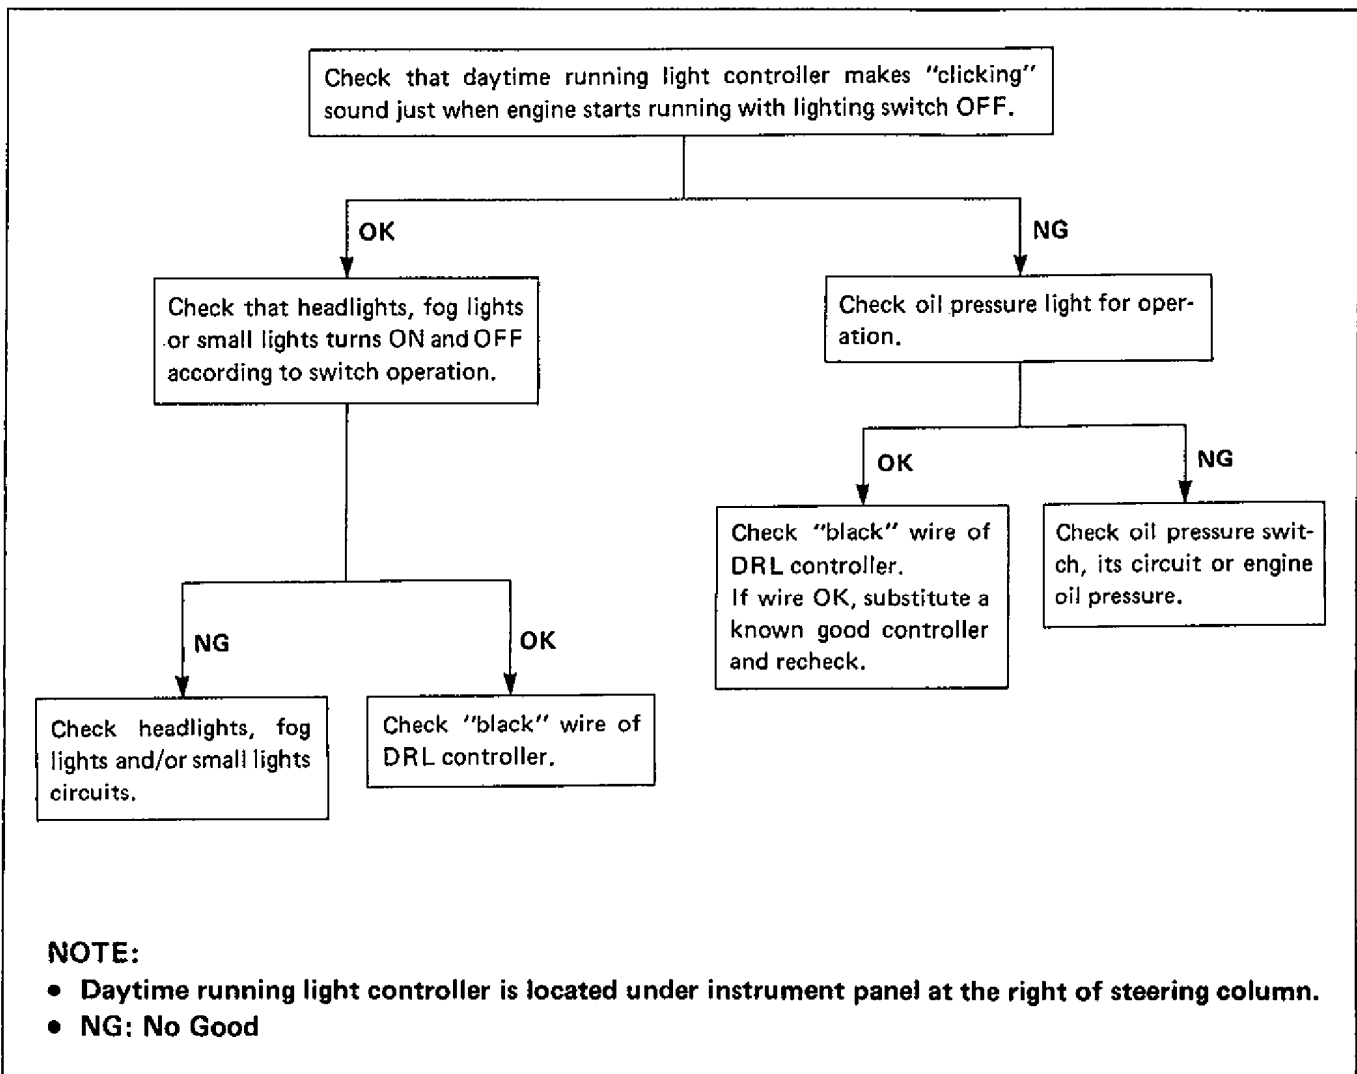 Check that daytime running light controller makes "clicking"
sound just when engine starts running with lighting switch OFF.
OK
NG
Check that headlights, fog lights
or small lights turns ON and OFF
according to switch operation.
Check oil pressure light for oper-
ation.
OK
NG
Check "black" wire of
DRL controller.
If wire OK, substitute a
known good controller
and recheck.
Check oil pressure swit-
ch, its circuit or engine
oil pressure.
NG
OK
Check headlights, fog
lights and/or small lights
circuits.
Check "black" wire of
DRL controller.
NOTE:
• Daytime running light controller is located under instrument panel at the right of steering column.
• NG: No Good